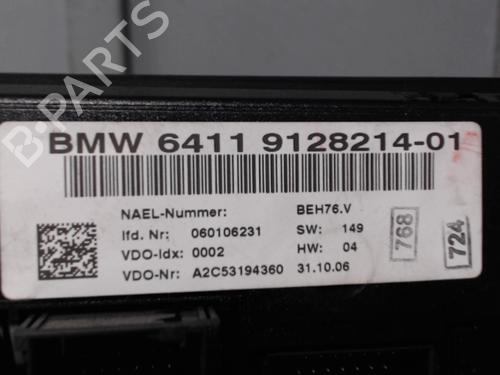 B-PARTS
BMW 6411 9128214-01
NAEL-Nummer: BEH76.V
lfd. Nr: 060106231 SW: 149
VDO-Idx: 0002 HW: 04
VDO-Nr: A2C53194360 31.10.06
768
724